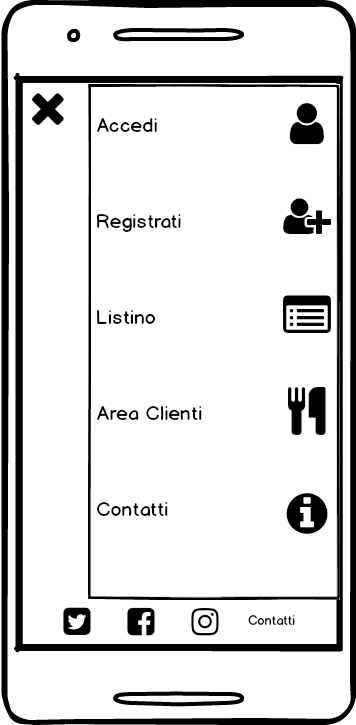 Accedi
Registrati
Listino
Area Clienti
Contatti
Contatti